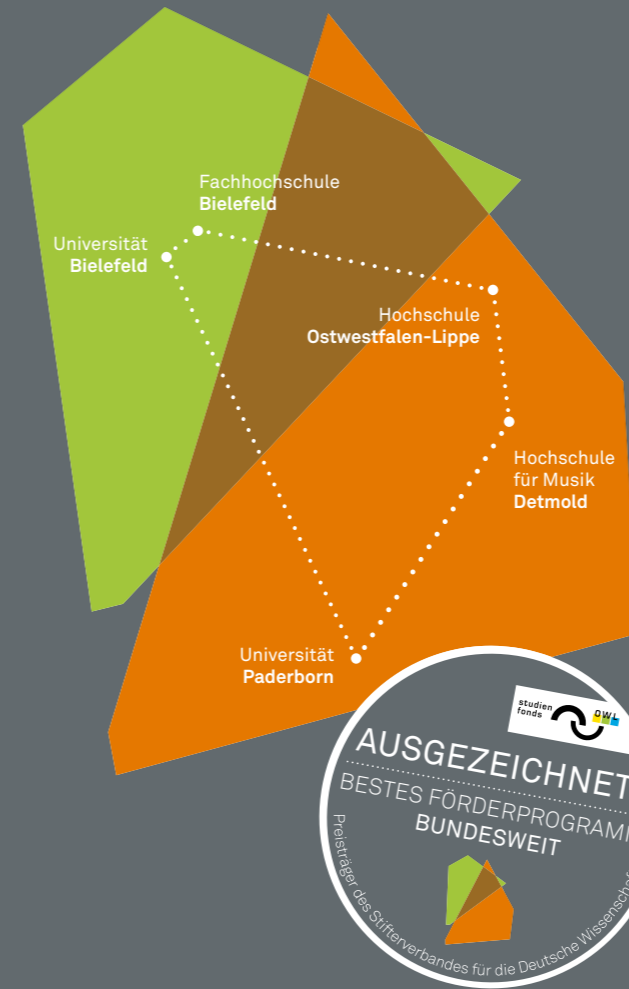 Fachhochschule
Bielefeld
Universität
Bielefeld
Hochschule
Ostwestfalen-Lippe
Hochschule
für Musik
Detmold
Universität
Paderborn
studien
fonds
OWL
AUSGEZEICHNET
BESTES FÖRDERPROGRAMM
BUNDESWEIT
Preisträger des Stifterverbandes für die Deutsche Wissenschaf